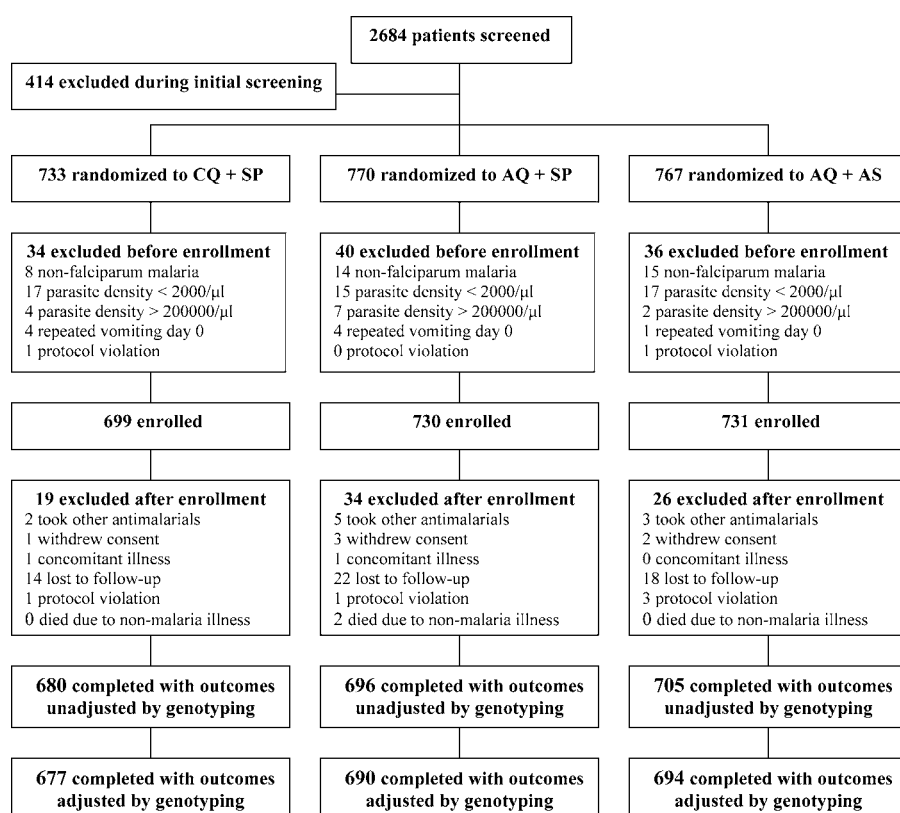 2684 patients screened
414 excluded during initial screening
733 randomized to CQ + SP
770 randomized to AQ + SP
767 randomized to AQ + AS
34 excluded before enrollment
8 non-falciparum malaria
17 parasite density < 2000/µl
4 parasite density > 200000/µl
4 repeated vomiting day 0
1 protocol violation
40 excluded before enrollment
14 non-falciparum malaria
15 parasite density < 2000/µl
7 parasite density > 200000/µl
4 repeated vomiting day 0
0 protocol violation
36 excluded before enrollment
15 non-falciparum malaria
17 parasite density < 2000/µl
2 parasite density > 200000/µl
1 repeated vomiting day 0
1 protocol violation
699 enrolled
730 enrolled
731 enrolled
19 excluded after enrollment
2 took other antimalarials
1 withdrew consent
1 concomitant illness
14 lost to follow-up
1 protocol violation
0 died due to non-malaria illness
34 excluded after enrollment
5 took other antimalarials
3 withdrew consent
1 concomitant illness
22 lost to follow-up
1 protocol violation
2 died due to non-malaria illness
26 excluded after enrollment
3 took other antimalarials
2 withdrew consent
0 concomitant illness
18 lost to follow-up
3 protocol violation
0 died due to non-malaria illness
680 completed with outcomes
unadjusted by genotyping
696 completed with outcomes
unadjusted by genotyping
705 completed with outcomes
unadjusted by genotyping
677 completed with outcomes
adjusted by genotyping
690 completed with outcomes
adjusted by genotyping
694 completed with outcomes
adjusted by genotyping